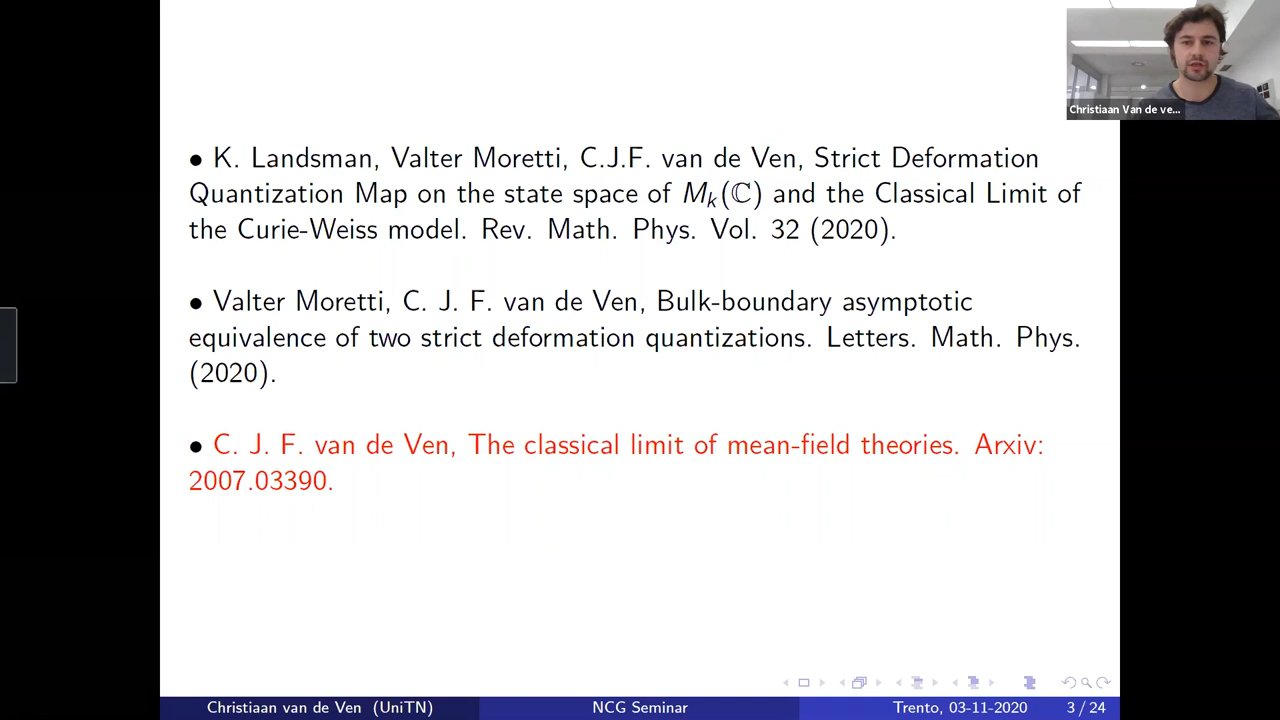 Christiaan Van de ve...
• K. Landsman, Valter Moretti, C.J.F. van de Ven, Strict Deformation
Quantization Map on the state space of Mₖ(ℂ) and the Classical Limit of
the Curie-Weiss model. Rev. Math. Phys. Vol. 32 (2020).
• Valter Moretti, C. J. F. van de Ven, Bulk-boundary asymptotic
equivalence of two strict deformation quantizations. Letters. Math. Phys.
(2020).
• C. J. F. van de Ven, The classical limit of mean-field theories. Arxiv:
2007.03390.
Christiaan van de Ven (UniTN) NCG Seminar Trento, 03-11-2020 3 / 24